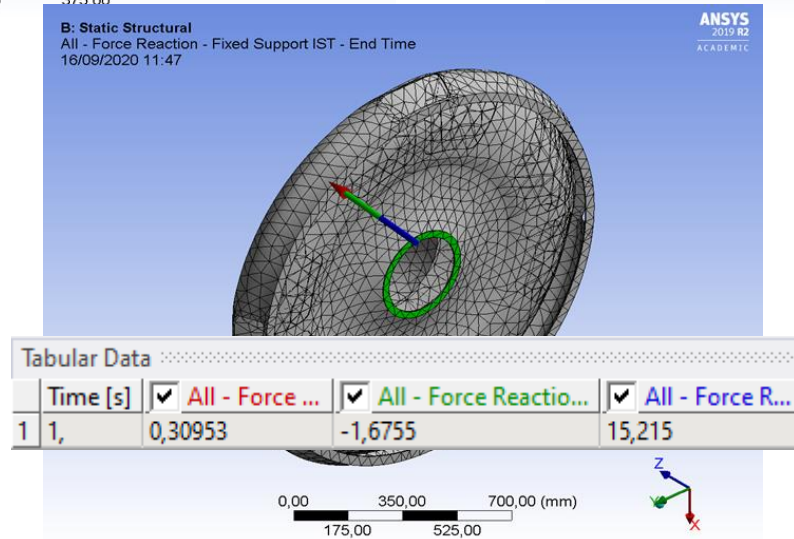 375,00
B: Static Structural
All - Force Reaction - Fixed Support IST - End Time
16/09/2020 11:47
ANSYS
2019 R2
ACADEMIC
Tabular Data
Time [s] All - Force ... All - Force Reactio... All - Force R...
1 1, 0,30953 -1,6755 15,215
0,00 350,00 700,00 (mm)
175,00 525,00
Z
Y
X